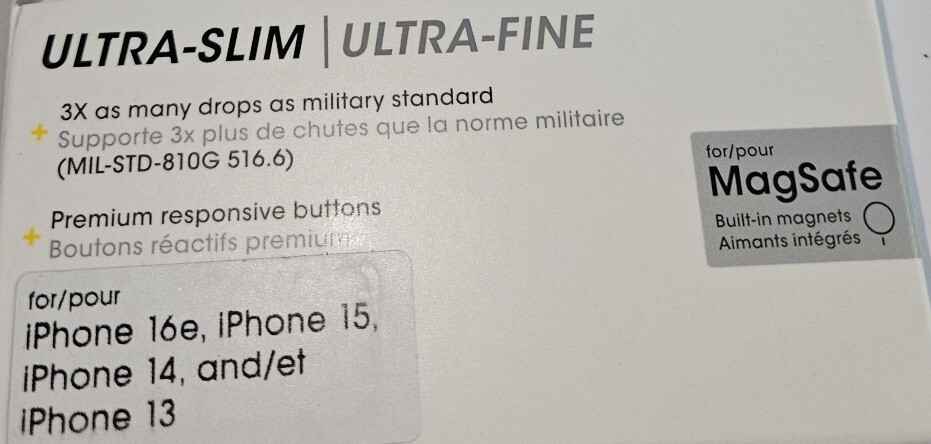 ULTRA-SLIM | ULTRA-FINE
+ 3X as many drops as military standard
Supporte 3x plus de chutes que la norme militaire
(MIL-STD-810G 516.6)
+ Premium responsive buttons
Boutons réactifs premium
for/pour
MagSafe
Built-in magnets
Aimants intégrés
for/pour
iPhone 16e, iPhone 15,
iPhone 14, and/et
iPhone 13